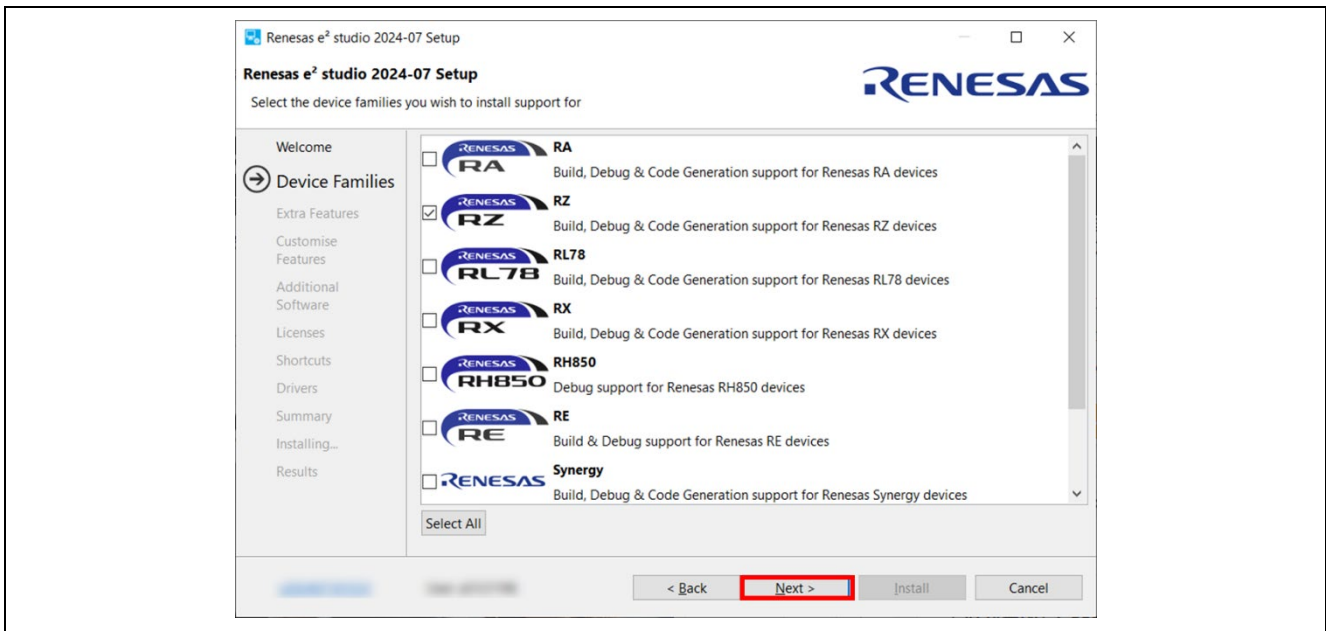 Renesas e² studio 2024-07 Setup
Renesas e² studio 2024-07 Setup
Select the device families you wish to install support for
RENESAS
Welcome
Device Families
Extra Features
Customise
Features
Additional
Software
Licenses
Shortcuts
Drivers
Summary
Installing...
Results
RENESAS
RA
RA
Build, Debug & Code Generation support for Renesas RA devices
RENESAS
RZ
RZ
Build, Debug & Code Generation support for Renesas RZ devices
RENESAS
RL78
RL78
Build, Debug & Code Generation support for Renesas RL78 devices
RENESAS
RX
RX
Build, Debug & Code Generation support for Renesas RX devices
RENESAS
RH850
RH850
Debug support for Renesas RH850 devices
RENESAS
RE
RE
Build & Debug support for Renesas RE devices
RENESAS
Synergy
Build, Debug & Code Generation support for Renesas Synergy devices
Select All
< Back
Next >
Install
Cancel